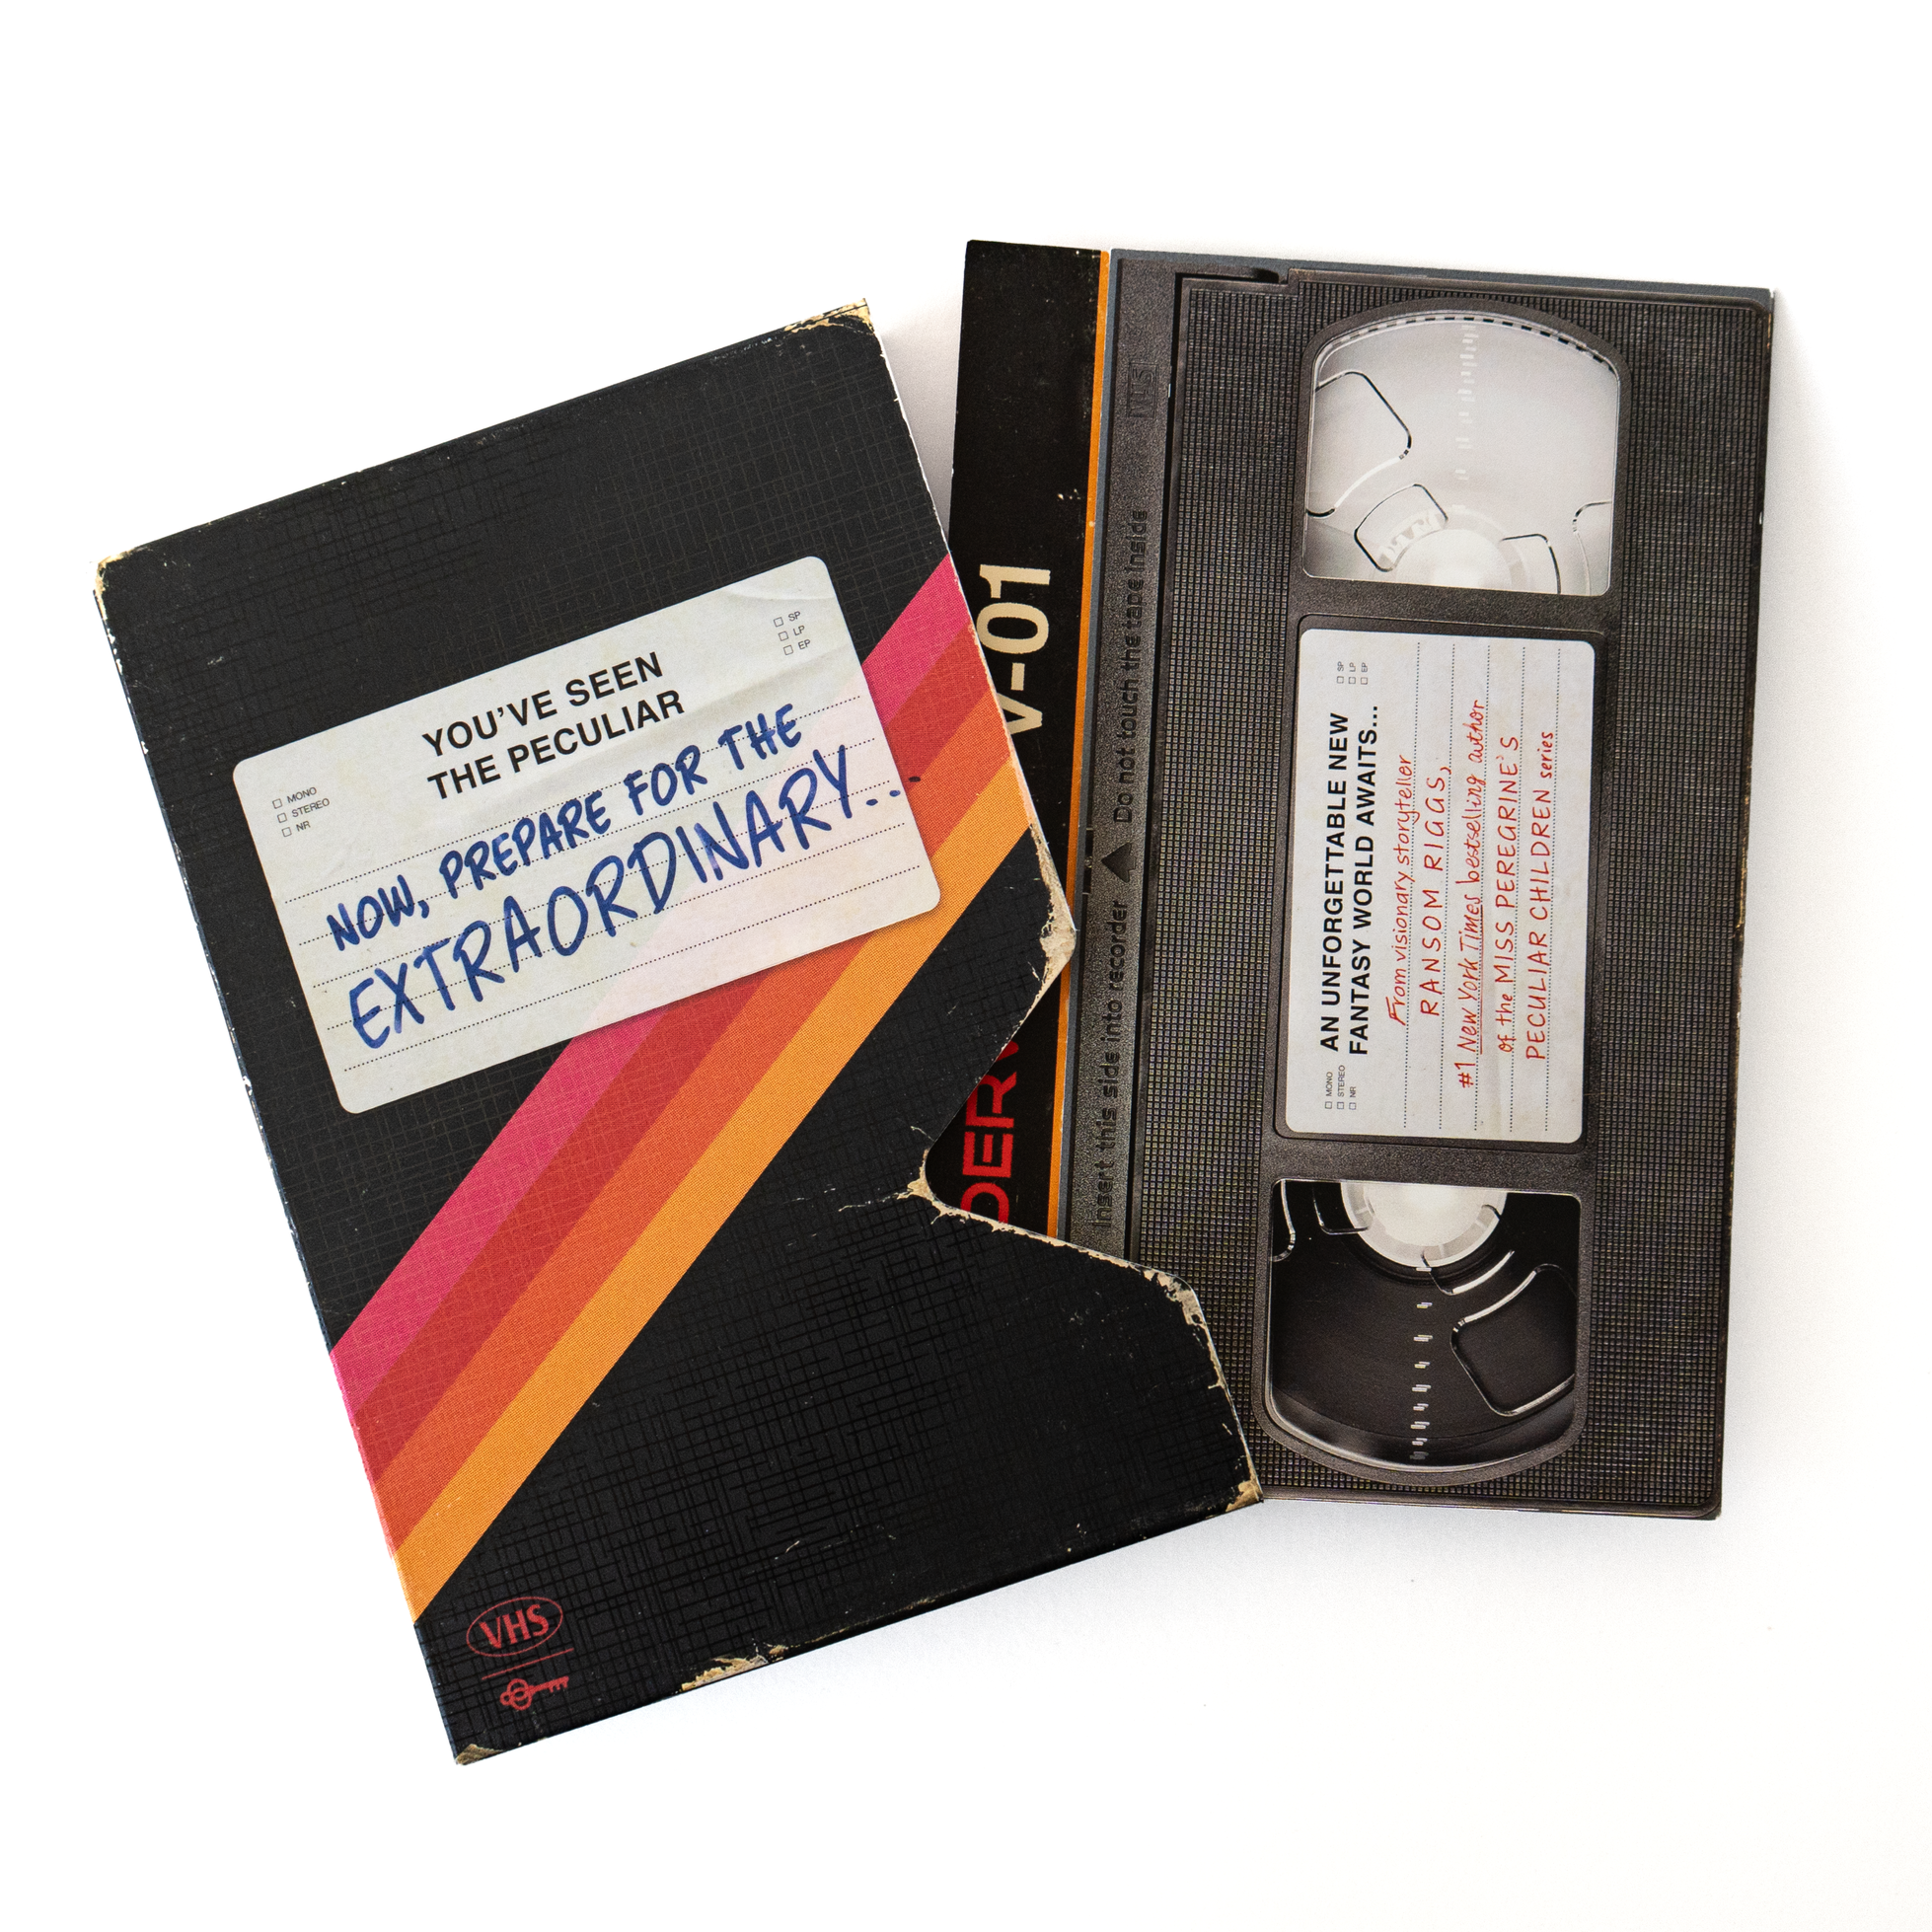 YOU'VE SEEN
THE PECULIAR
NOW, PREPARE FOR THE
EXTRAORDINARY...
☐ MONO
☐ STEREO
☐ NR
☐ SP
☐ LP
☐ EP
VHS
V-01
Do not touch the tape inside
Insert this side into recorder
AN UNFORGETTABLE NEW
FANTASY WORLD AWAITS...
From visionary storyteller
RANSOM RIGGS,
#1 New York Times bestselling author
of the MISS PEREGRINE'S
PECULIAR CHILDREN series
☐ MONO
☐ STEREO
☐ NR
☐ SP
☐ LP
☐ EP